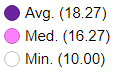 Avg. (18.27)
Med. (16.27)
Min. (10.00)